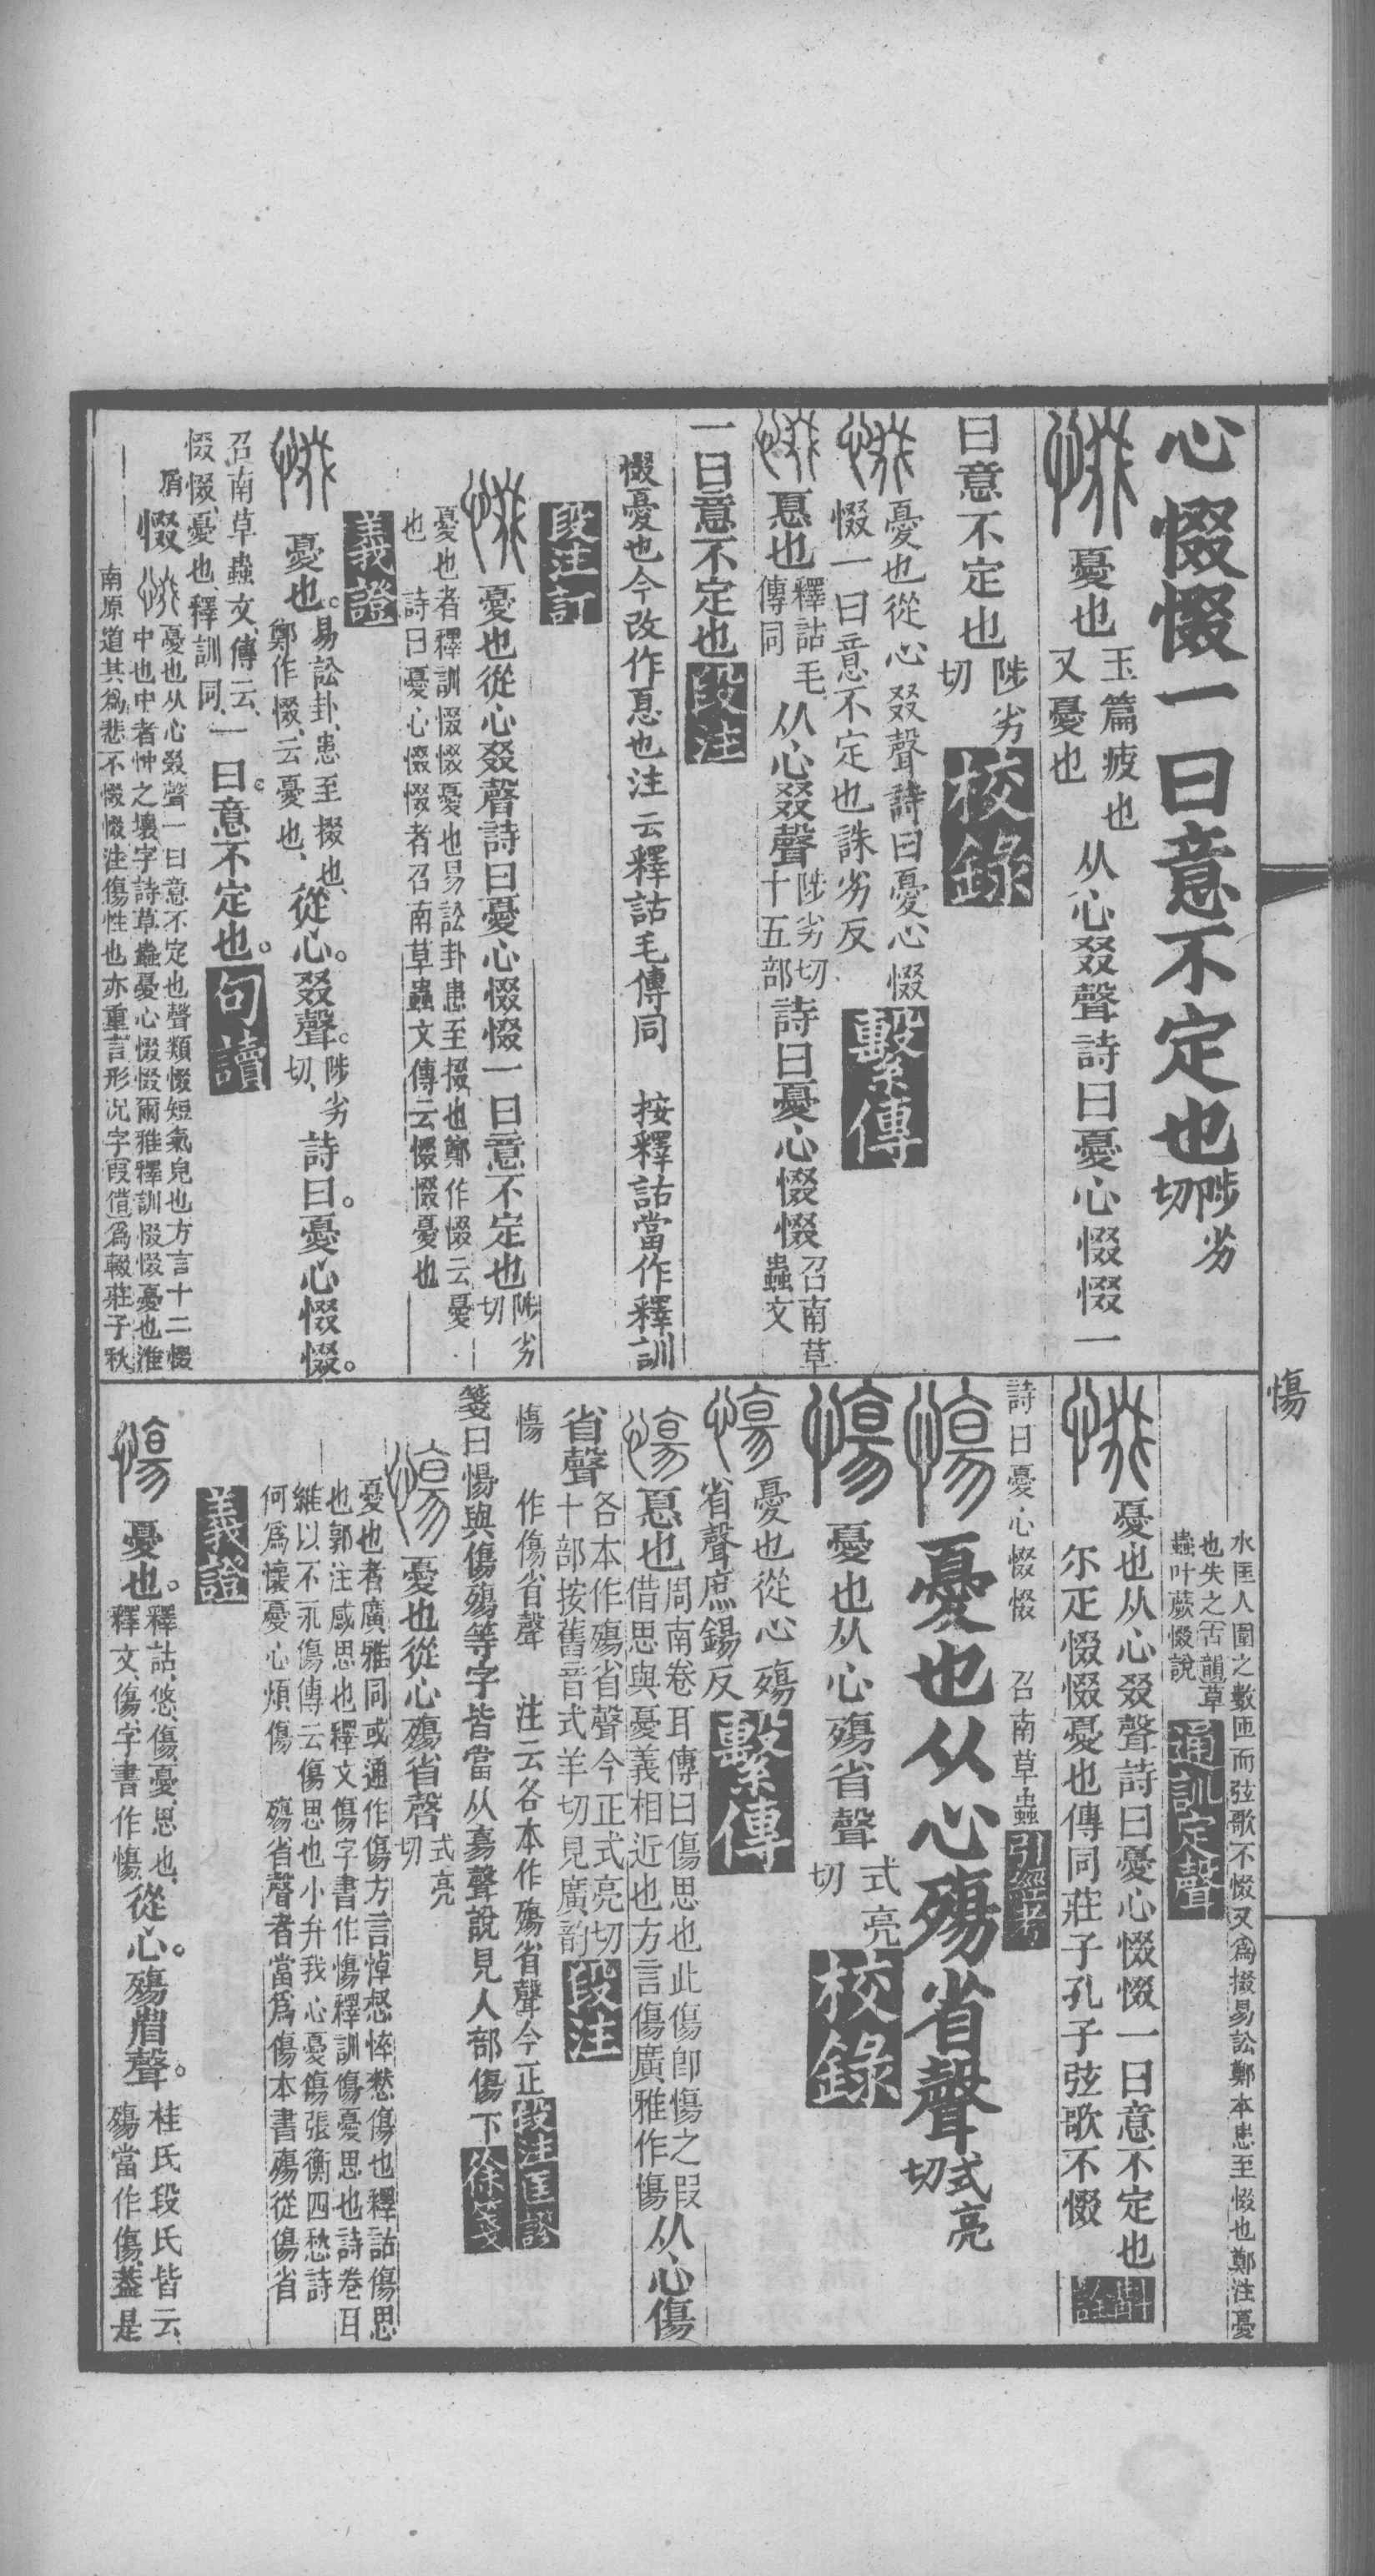 心惙惙一曰意不定也陟劣切
憂也玉篇疲也又憂也从心叕聲詩曰憂心惙惙一
曰意不定也陟劣切校錄
憂也從心叕聲詩曰憂心惙
惙一曰意不定也誅劣反繫傳
惪也釋詁毛傳同从心叕聲陟劣切十五部詩曰憂心惙惙召南草蟲文
一曰意不定也段注
惙憂也今改作惪也注云釋詁毛傳同 按釋詁當作釋訓
段注訂
憂也從心叕聲詩曰憂心惙惙一曰意不定也陟劣切
憂也者釋訓惙惙憂也易訟卦患至掇也鄭作惙云憂
也 詩曰憂心惙惙者召南草蟲文傳云惙惙憂也
義證
憂也。易訟卦、患至掇也、鄭作惙、云憂也、從心。叕聲。陟劣切、詩曰。憂心惙惙。
召南草蟲文、傳云、惙惙、憂也、釋訓同、一曰。意不定也。句讀
屑 惙 憂也从心叕聲一曰意不定也聲類惙短氣皃也方言十二惙
中也中者忡之壞字詩草蟲憂心惙惙爾雅釋訓惙惙憂也淮
南原道其爲悲不惙惙注傷性也亦重言形況字叚借爲輟莊子秋
惕
水匡人圍之數帀而弦歌不惙又爲掇易訟鄭本患至惙也鄭注憂
也失之古韻草
蟲叶蕨惙說通訓定聲
憂也从心叕聲詩曰憂心惙惙一曰意不定也
尔疋惙惙憂也傳同莊子孔子弦歌不惙斠詮
詩曰憂心惙惙 召南草蟲引經考
憂也从心殤省聲式亮切
憂也从心殤省聲式亮切校錄
憂也從心殤
省聲庶錫反繫傳
惪也周南卷耳傳曰傷思也此傷卽傷之叚借思與憂義相近也方言傷廣雅作慯从心傷
省聲各本作殤省聲今正式亮切十部按舊音式羊切見廣韵段注
慯 作傷省聲 注云各本作殤省聲今正段注匡謬
箋曰慯與傷殤等字皆當从𥏻聲說見人部傷下徐箋
憂也從心殤省聲式亮切
憂也者廣雅同或通作傷方言悼惄悴憖傷也釋詁傷思
也郭注感思也釋文傷字書作慯釋訓傷憂思也詩卷耳
維以不永傷傳云傷思也小弁我心憂傷張衡四愁詩
何爲懷憂心煩傷 殤省聲者當爲傷本書殤從傷省
義證
憂也。釋詁、悠、傷、憂、思也、釋文、傷、字書作慯、從心。殤省聲。桂氏段氏皆云、殤當作傷、蓋是